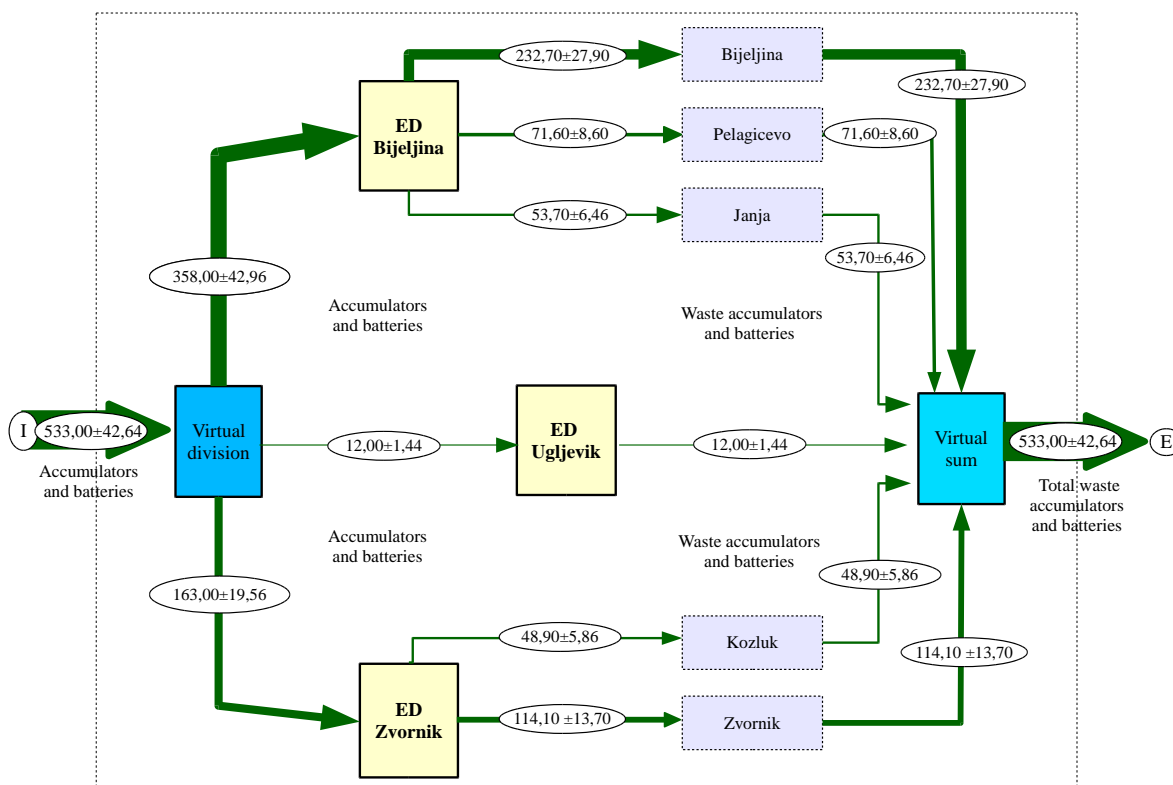 232,70±27,90
Bijeljina
232,70±27,90
ED
Bijeljina
71,60±8,60
Pelagicevo
71,60±8,60
53,70±6,46
Janja
53,70±6,46
358,00±42,96
Accumulators
and batteries
Waste accumulators
and batteries
I
533,00±42,64
Accumulators
and batteries
Virtual
division
12,00±1,44
ED
Ugljevik
12,00±1,44
Virtual
sum
533,00±42,64
E
Total waste
accumulators
and batteries
Accumulators
and batteries
Waste accumulators
and batteries
163,00±19,56
48,90±5,86
48,90±5,86
Kozluk
114,10 ±13,70
ED
Zvornik
114,10 ±13,70
Zvornik